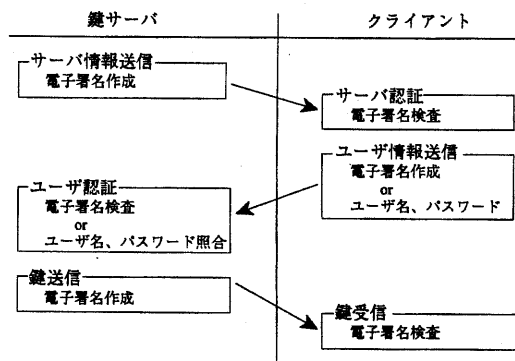 鍵サーバ
クライアント
サーバ情報送信
電子署名作成
サーバ認証
電子署名検査
ユーザ情報送信
電子署名作成
or
ユーザ名、パスワード
ユーザ認証
電子署名検査
or
ユーザ名、パスワード照合
鍵送信
電子署名作成
鍵受信
電子署名検査